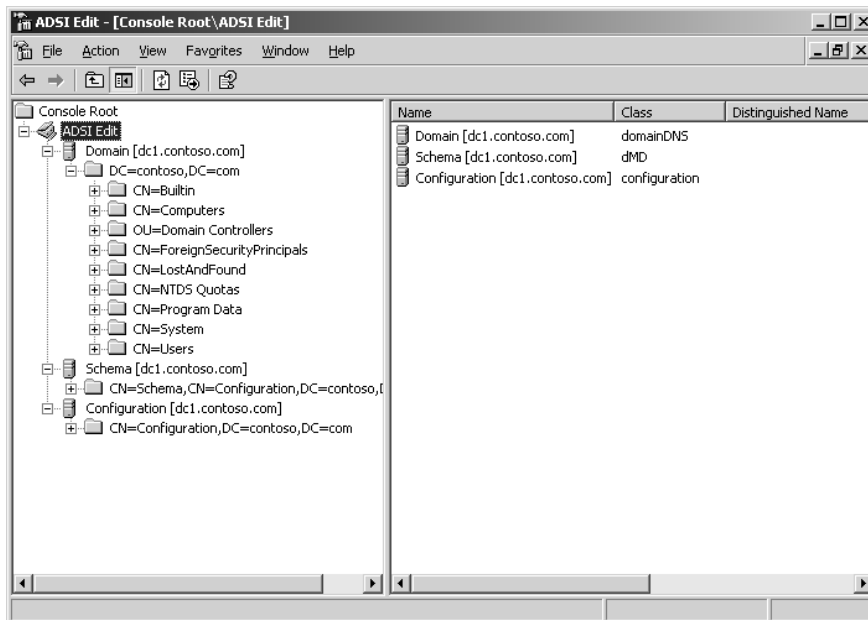 ADSI Edit - [Console Root\ADSI Edit]
File Action View Favorites Window Help
Console Root
ADSI Edit
Domain [dc1.contoso.com]
DC=contoso,DC=com
CN=Builtin
CN=Computers
OU=Domain Controllers
CN=ForeignSecurityPrincipals
CN=LostAndFound
CN=NTDS Quotas
CN=Program Data
CN=System
CN=Users
Schema [dc1.contoso.com]
CN=Schema,CN=Configuration,DC=contoso,
Configuration [dc1.contoso.com]
CN=Configuration,DC=contoso,DC=com
Name Class Distinguished Name
Domain [dc1.contoso.com] domainDNS
Schema [dc1.contoso.com] dMD
Configuration [dc1.contoso.com] configuration